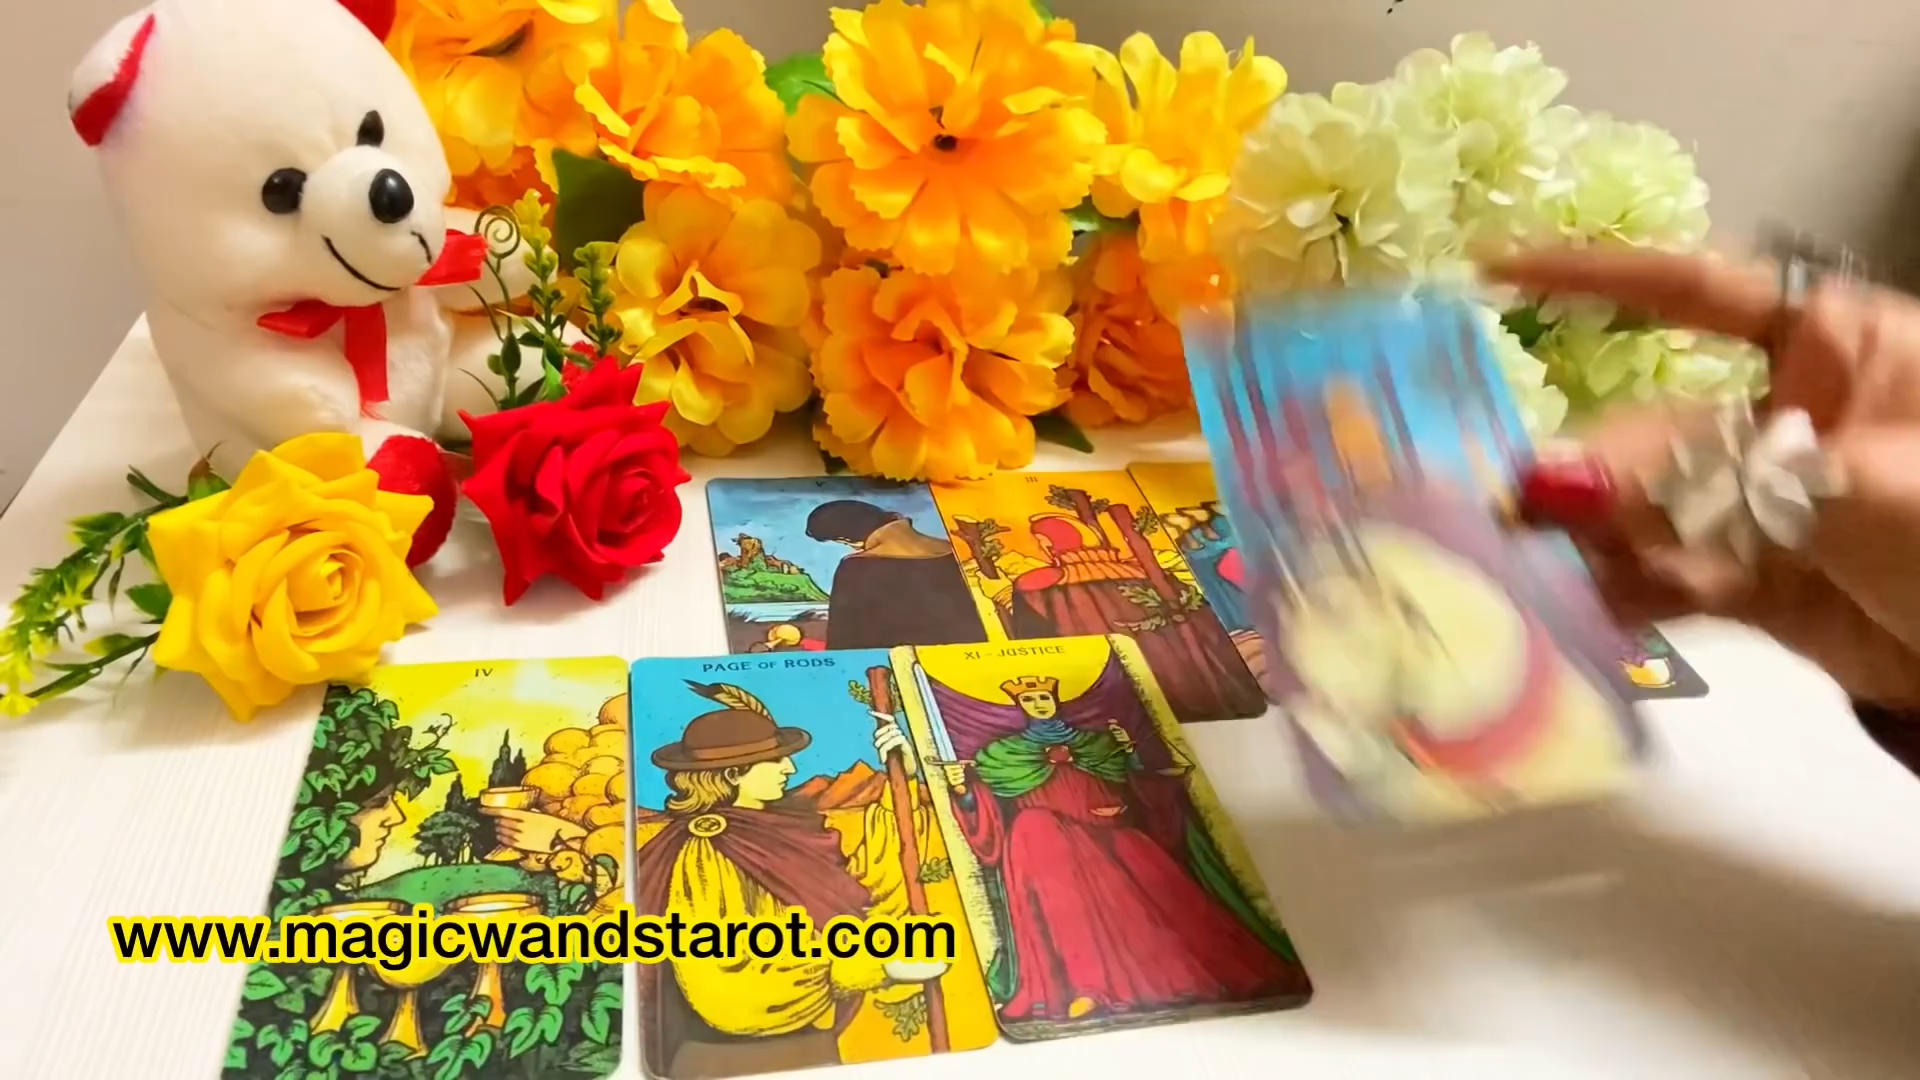 V
III
IV
PAGE OF RODS
XI - JUSTICE
www.magicwandstarot.com